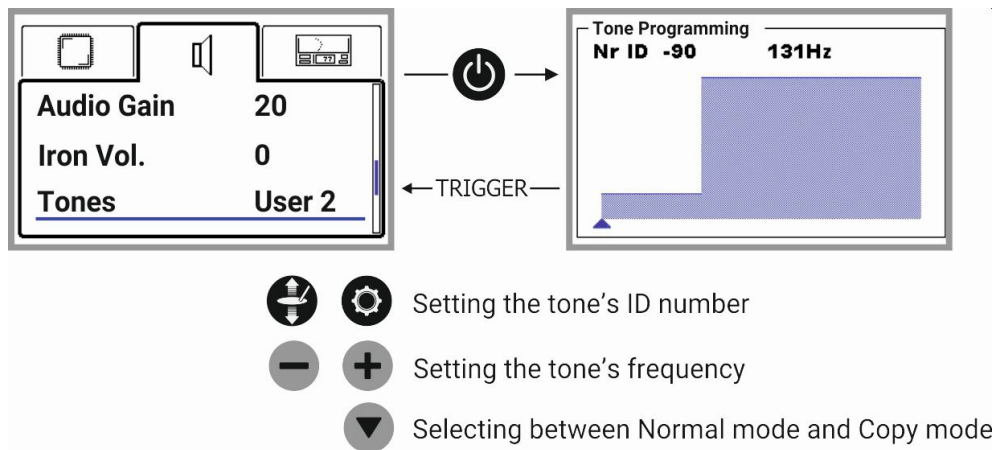 Audio Gain 20
Iron Vol. 0
Tones User 2
??
TRIGGER
Tone Programming
Nr ID -90 131Hz
Setting the tone's ID number
Setting the tone's frequency
Selecting between Normal mode and Copy mode